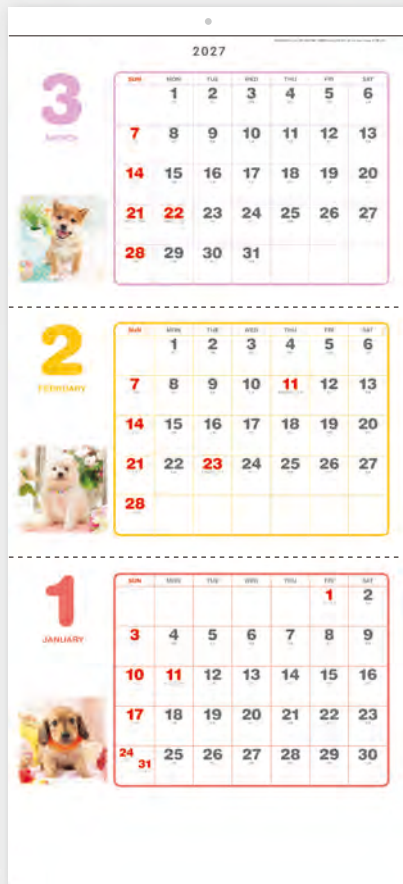 2027
3
MARCH
SUN MON TUE WED THU FRI SAT
1 2 3 4 5 6
7 8 9 10 11 12 13
14 15 16 17 18 19 20
21 22 23 24 25 26 27
28 29 30 31
2
FEBRUARY
SUN MON TUE WED THU FRI SAT
1 2 3 4 5 6
7 8 9 10 11 12 13
14 15 16 17 18 19 20
21 22 23 24 25 26 27
28
1
JANUARY
SUN MON TUE WED THU FRI SAT
1 2
3 4 5 6 7 8 9
10 11 12 13 14 15 16
17 18 19 20 21 22 23
24 31 25 26 27 28 29 30